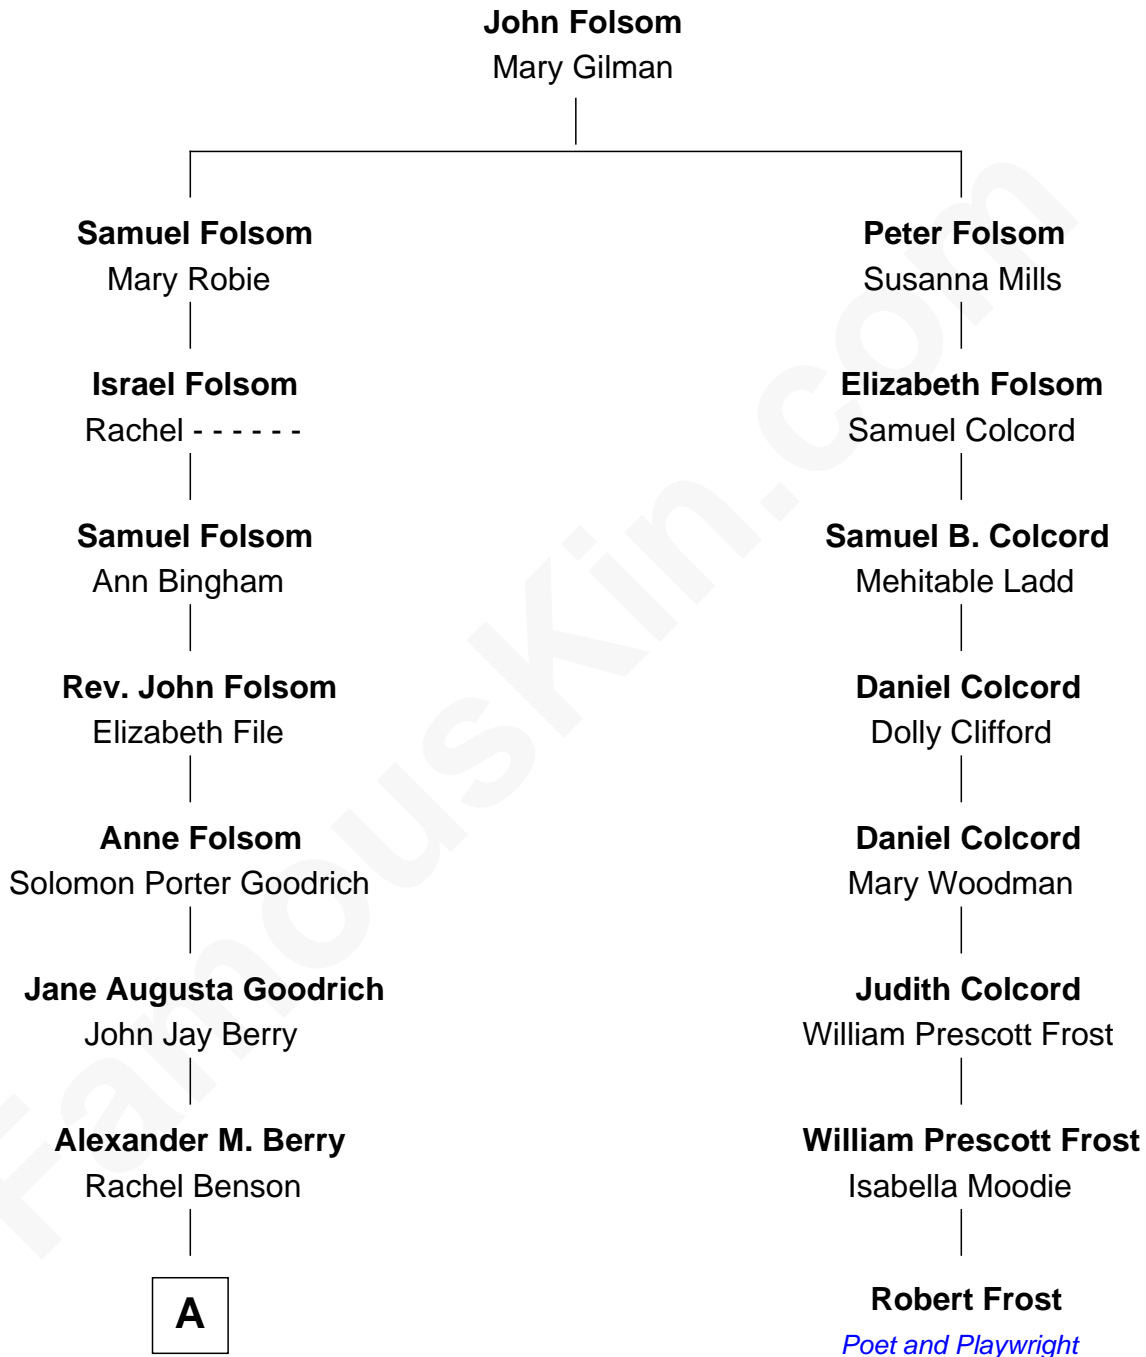 John Folsom
Mary Gilman
Samuel Folsom
Mary Robie
Peter Folsom
Susanna Mills
Israel Folsom
Rachel - - - - - -
Elizabeth Folsom
Samuel Colcord
Samuel Folsom
Ann Bingham
Samuel B. Colcord
Mehitable Ladd
Rev. John Folsom
Elizabeth File
Daniel Colcord
Dolly Clifford
Anne Folsom
Solomon Porter Goodrich
Daniel Colcord
Mary Woodman
Jane Augusta Goodrich
John Jay Berry
Judith Colcord
William Prescott Frost
Alexander M. Berry
Rachel Benson
William Prescott Frost
Isabella Moodie
A
Robert Frost
Poet and Playwright
FamousKin.com